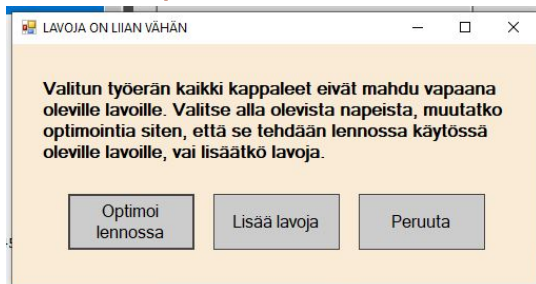 LAVOJA ON LIIAN VÄHÄN
Valitun työerän kaikki kappaleet eivät mahdu vapaana
oleville lavoille. Valitse alla olevista napeista, muutatko
optimointia siten, että se tehdään lennossa käytössä
oleville lavoille, vai lisäätkö lavoja.
Optimoi
lennossa
Lisää lavoja
Peruuta